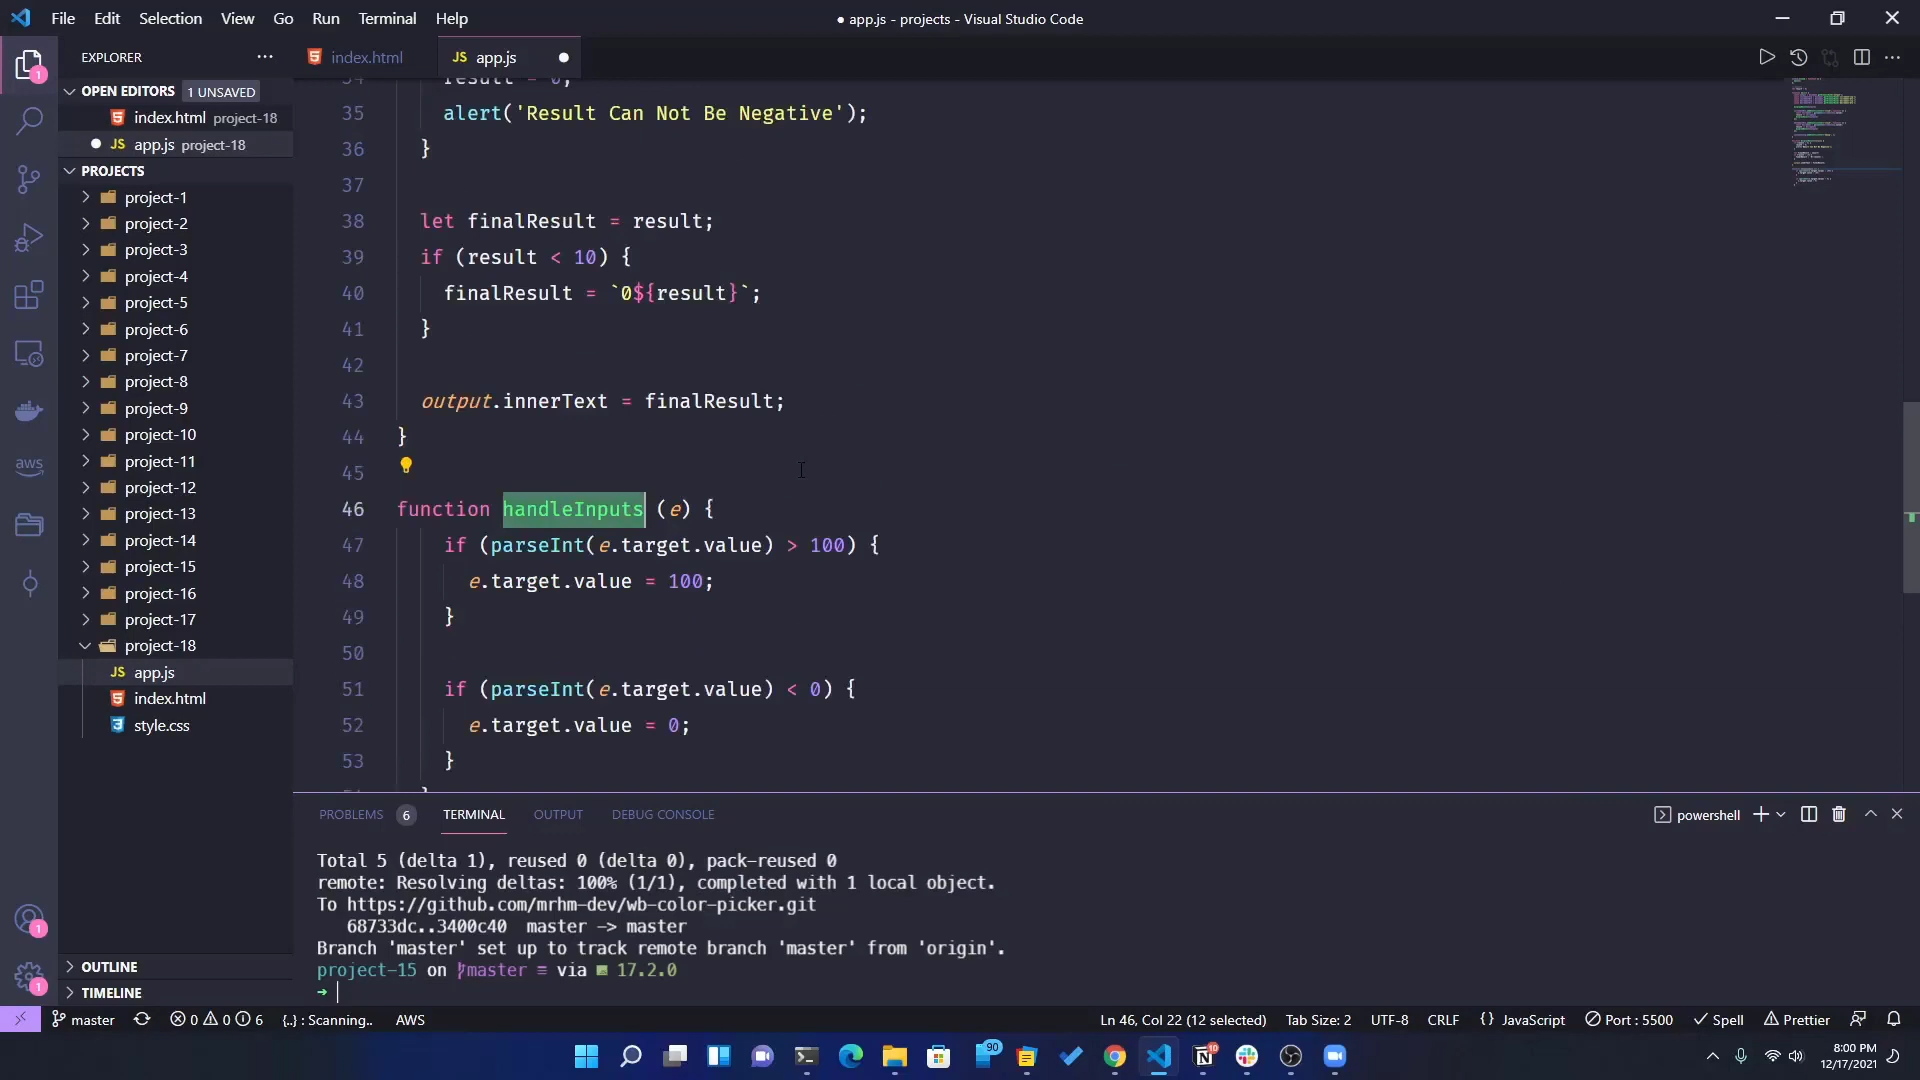 File Edit Selection View Go Run Terminal Help
● app.js - projects - Visual Studio Code
EXPLORER
OPEN EDITORS 1 UNSAVED
index.html project-18
JS app.js project-18
PROJECTS
project-1
project-2
project-3
project-4
project-5
project-6
project-7
project-8
project-9
project-10
project-11
project-12
project-13
project-14
project-15
project-16
project-17
project-18
JS app.js
index.html
style.css
OUTLINE
TIMELINE
aws
1
1
1
index.html
JS app.js
34 result = 0;
35 alert('Result Can Not Be Negative');
36 }
37
38 let finalResult = result;
39 if (result < 10) {
40 finalResult = `0${result}`;
41 }
42
43 output.innerText = finalResult;
44 }
45
46 function handleInputs (e) {
47 if (parseInt(e.target.value) > 100) {
48 e.target.value = 100;
49 }
50
51 if (parseInt(e.target.value) < 0) {
52 e.target.value = 0;
53 }
PROBLEMS 6 TERMINAL OUTPUT DEBUG CONSOLE
powershell
Total 5 (delta 1), reused 0 (delta 0), pack-reused 0
remote: Resolving deltas: 100% (1/1), completed with 1 local object.
To https://github.com/mrhm-dev/wb-color-picker.git
68733dc..3400c40 master -> master
Branch 'master' set up to track remote branch 'master' from 'origin'.
project-15 on master ≡ via 17.2.0
➜
master 0 0 6 {..} : Scanning.. AWS
Ln 46, Col 22 (12 selected) Tab Size: 2 UTF-8 CRLF {} JavaScript Port : 5500 Spell Prettier
90
10
8:00 PM
12/17/2021